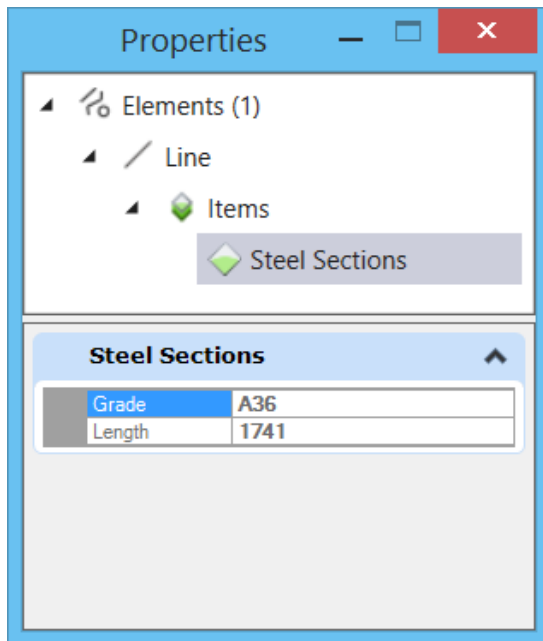 Properties
Elements (1)
Line
Items
Steel Sections
Steel Sections
Grade A36
Length 1741